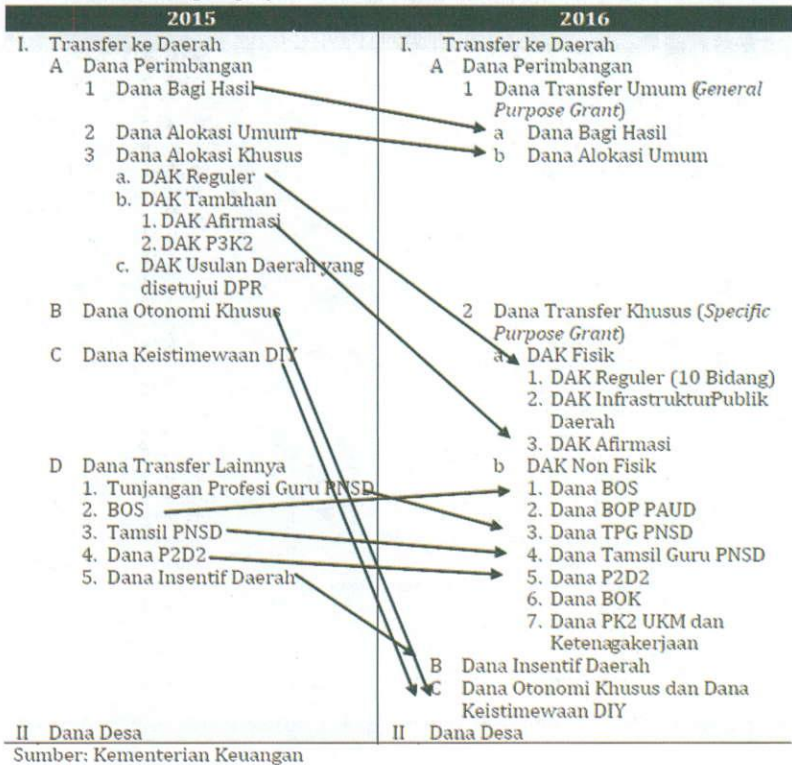 2015
I. Transfer ke Daerah
A Dana Perimbangan
1 Dana Bagi Hasil
2 Dana Alokasi Umum
3 Dana Alokasi Khusus
a. DAK Reguler
b. DAK Tambahan
1. DAK Afirmasi
2. DAK P3K2
c. DAK Usulan Daerah yang
disetujui DPR
B Dana Otonomi Khusus
C Dana Keistimewaan DIY
D Dana Transfer Lainnya
1. Tunjangan Profesi Guru PNSD
2. BOS
3. Tamsil PNSD
4. Dana P2D2
5. Dana Insentif Daerah
II Dana Desa
2016
I. Transfer ke Daerah
A Dana Perimbangan
1 Dana Transfer Umum (General
Purpose Grant)
a Dana Bagi Hasil
b Dana Alokasi Umum
2 Dana Transfer Khusus (Specific
Purpose Grant)
a DAK Fisik
1. DAK Reguler (10 Bidang)
2. DAK InfrastrukturPublik
Daerah
3. DAK Afirmasi
b DAK Non Fisik
1. Dana BOS
2. Dana BOP PAUD
3. Dana TPG PNSD
4. Dana Tamsil Guru PNSD
5. Dana P2D2
6. Dana BOK
7. Dana PK2 UKM dan
Ketenagakerjaan
B Dana Insentif Daerah
C Dana Otonomi Khusus dan Dana
Keistimewaan DIY
II Dana Desa
Sumber: Kementerian Keuangan